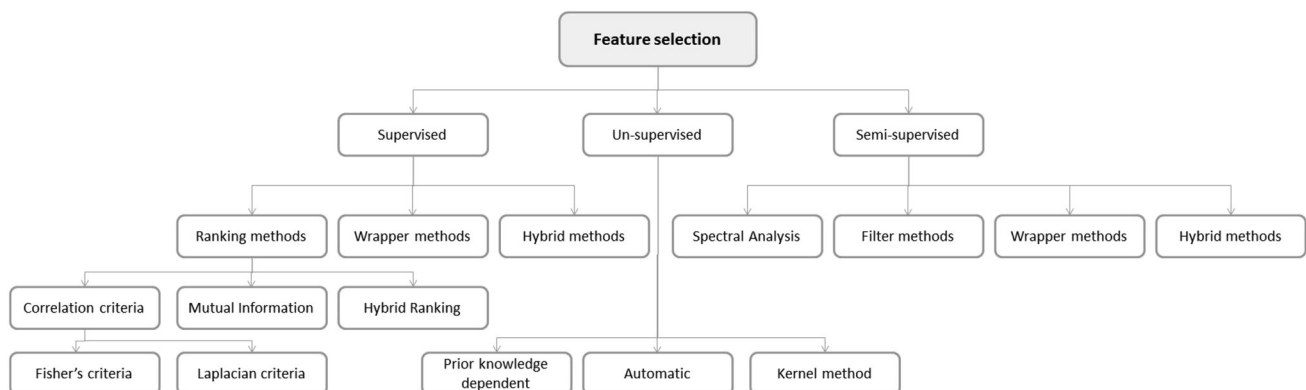 Feature selection
Supervised
Un-supervised
Semi-supervised
Ranking methods
Wrapper methods
Hybrid methods
Spectral Analysis
Filter methods
Wrapper methods
Hybrid methods
Correlation criteria
Mutual Information
Hybrid Ranking
Fisher's criteria
Laplacian criteria
Prior knowledge
dependent
Automatic
Kernel method